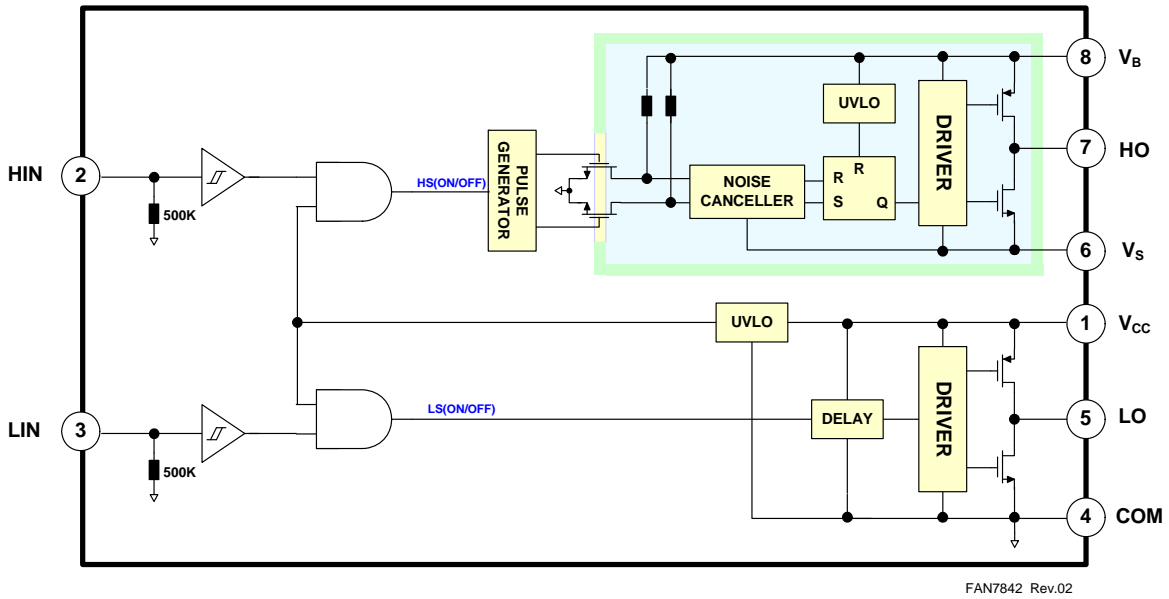 8
V_B
UVLO
DRIVER
HIN
2
7
HO
PULSE
GENERATOR
HS(ON/OFF)
NOISE
CANCELLER
R
R
S
Q
500K
6
V_S
UVLO
1
V_CC
LIN
3
LS(ON/OFF)
DELAY
DRIVER
5
LO
500K
4
COM
FAN7842 Rev.02